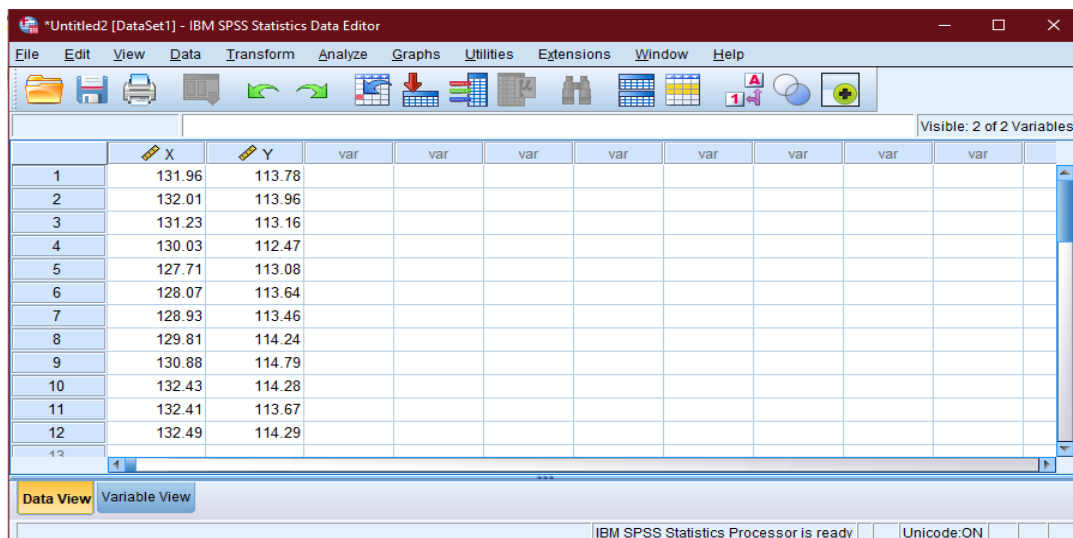 *Untitled2 [DataSet1] - IBM SPSS Statistics Data Editor
File Edit View Data Transform Analyze Graphs Utilities Extensions Window Help
Visible: 2 of 2 Variables
X Y var var var var var var var var
1 131.96 113.78
2 132.01 113.96
3 131.23 113.16
4 130.03 112.47
5 127.71 113.08
6 128.07 113.64
7 128.93 113.46
8 129.81 114.24
9 130.88 114.79
10 132.43 114.28
11 132.41 113.67
12 132.49 114.29
13
Data View Variable View
IBM SPSS Statistics Processor is ready Unicode:ON